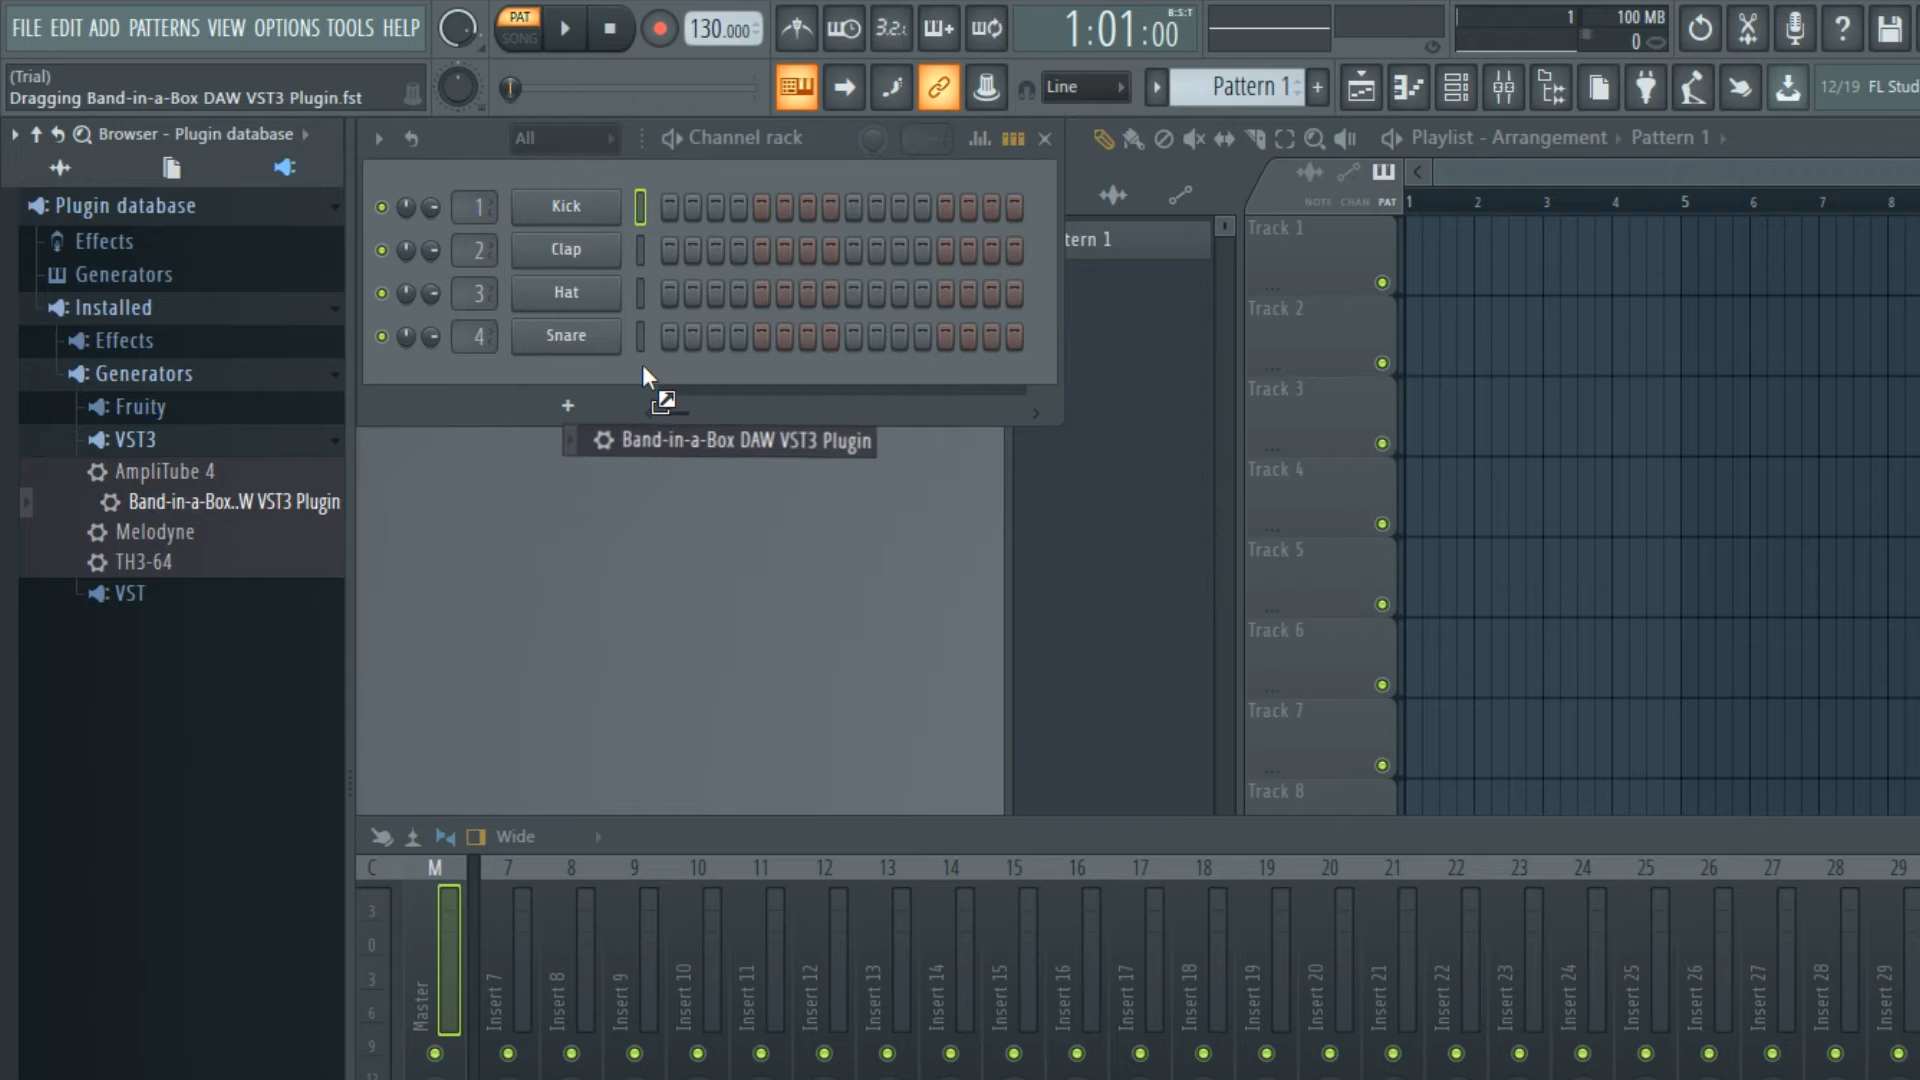 FILE EDIT ADD PATTERNS VIEW OPTIONS TOOLS HELP
PAT
SONG
130.000
3.2
1:01:00
B:S:T
1
100 MB
0
(Trial)
Dragging Band-in-a-Box DAW VST3 Plugin.fst
Line
Pattern 1
+
12/19 FL Stud
Browser - Plugin database
All
Channel rack
Playlist - Arrangement
Pattern 1
Plugin database
Effects
Generators
Installed
Effects
Generators
Fruity
VST3
AmpliTube 4
Band-in-a-Box..W VST3 Plugin
Melodyne
TH3-64
VST
1
Kick
2
Clap
3
Hat
4
Snare
+
Band-in-a-Box DAW VST3 Plugin
tern 1
NOTE CHAN PAT
1 2 3 4 5 6 7 8
Track 1
Track 2
Track 3
Track 4
Track 5
Track 6
Track 7
Track 8
Wide
C M 7 8 9 10 11 12 13 14 15 16 17 18 19 20 21 22 23 24 25 26 27 28 29
3
0
3
6
9
Master
Insert 7
Insert 8
Insert 9
Insert 10
Insert 11
Insert 12
Insert 13
Insert 14
Insert 15
Insert 16
Insert 17
Insert 18
Insert 19
Insert 20
Insert 21
Insert 22
Insert 23
Insert 24
Insert 25
Insert 26
Insert 27
Insert 28
Insert 29